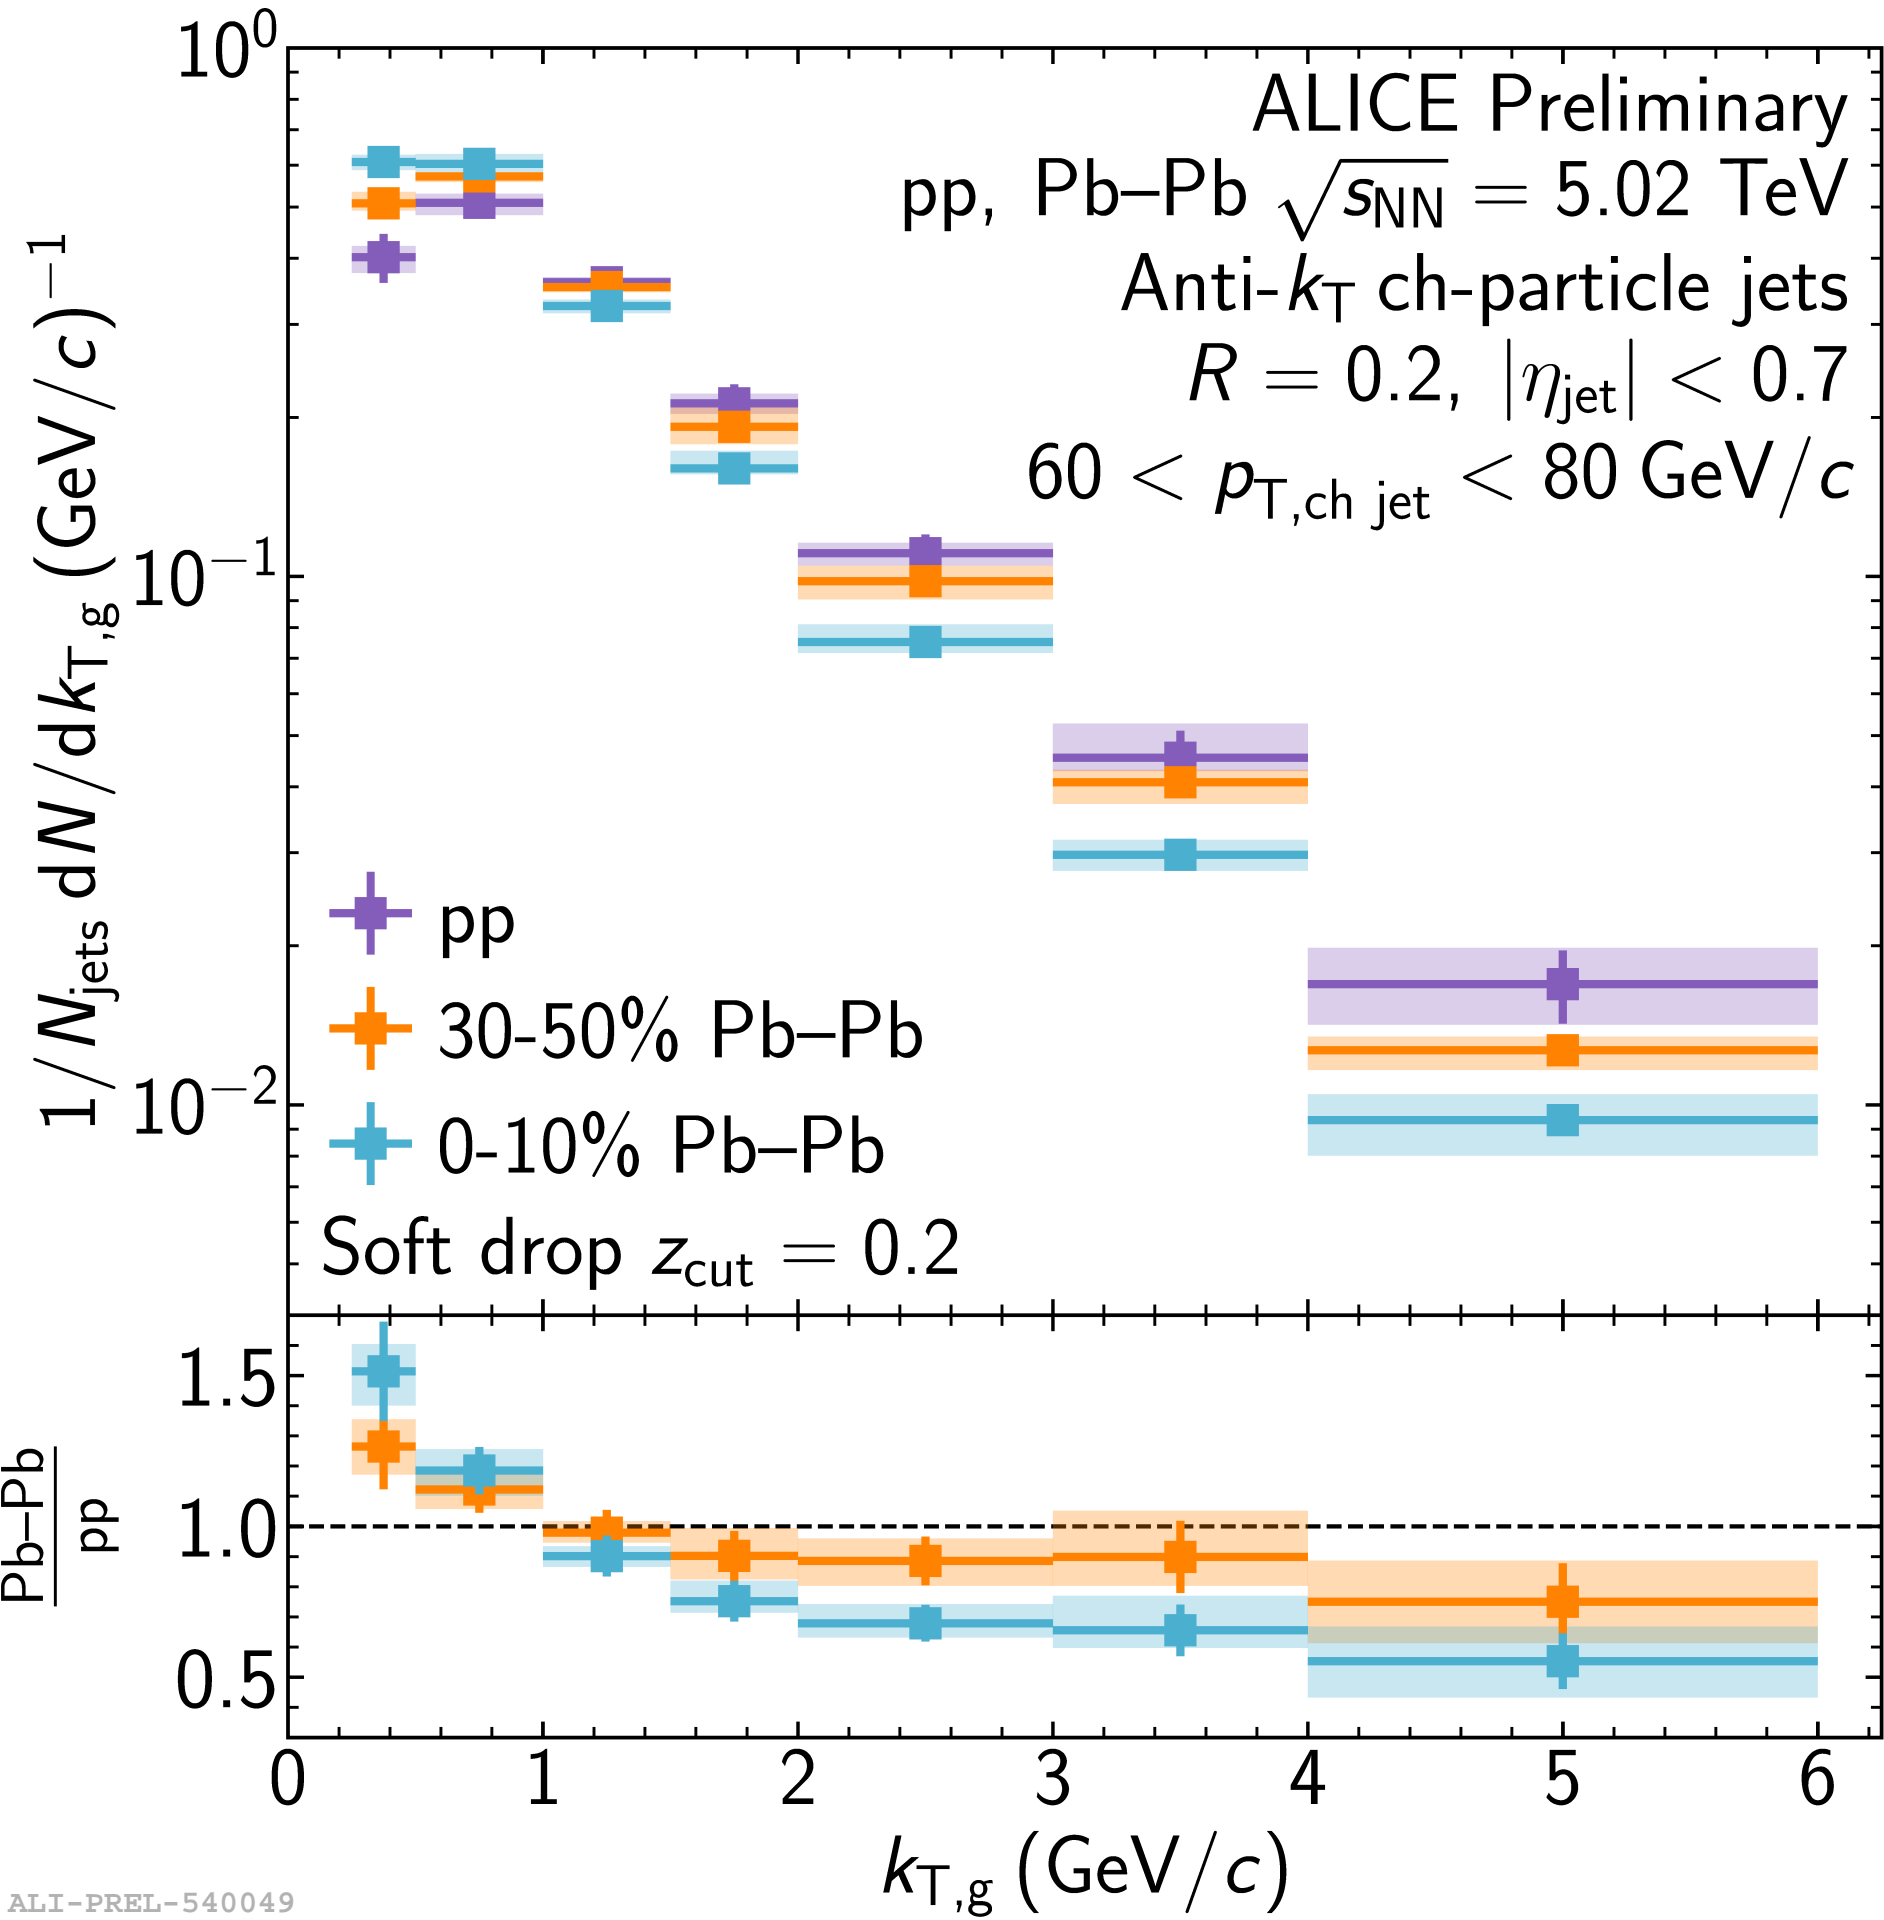 10⁰
10⁻¹
10⁻²
1/N_jets dN/dk_T,g (GeV/c)⁻¹
ALICE Preliminary
pp, Pb–Pb √s_NN = 5.02 TeV
Anti-k_T ch-particle jets
R = 0.2, |η_jet| < 0.7
60 < p_T,ch jet < 80 GeV/c
pp
30-50% Pb–Pb
0-10% Pb–Pb
Soft drop z_cut = 0.2
1.5
1.0
0.5
Pb–Pb
pp
0 1 2 3 4 5 6
k_T,g (GeV/c)
ALI-PREL-540049